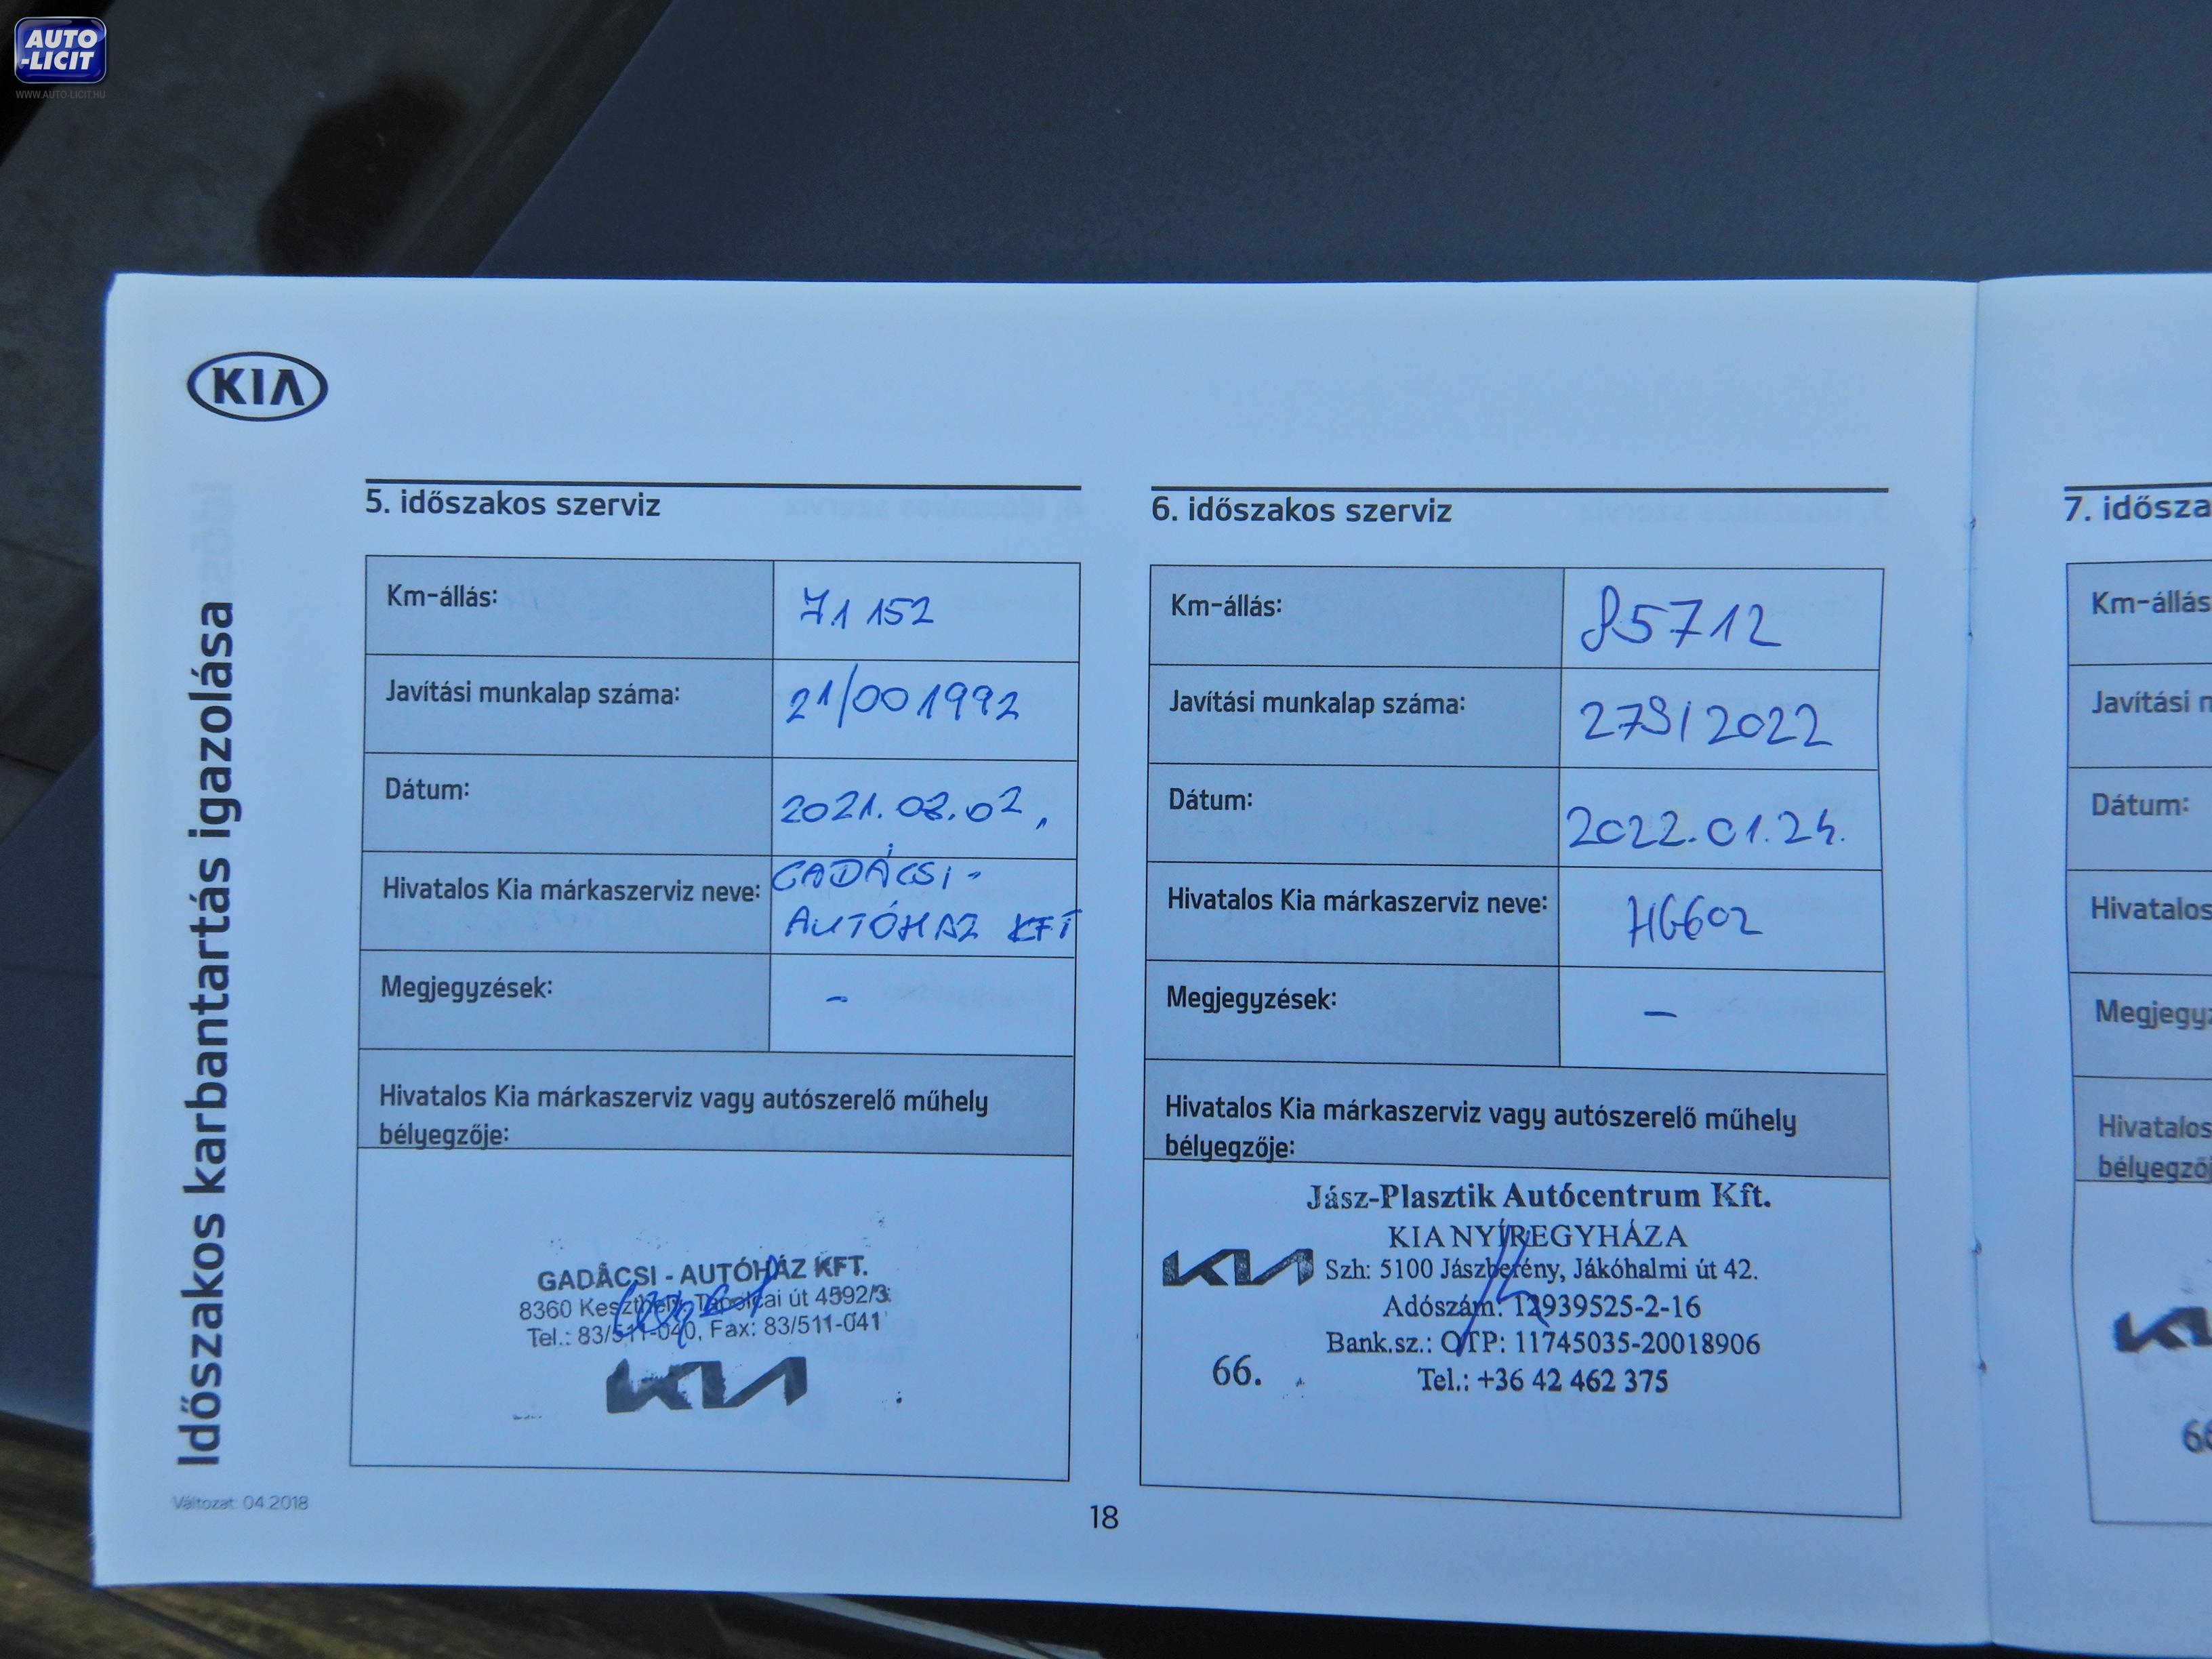 AUTO
-LICIT
WWW.AUTO-LICIT.HU
KIA
Időszakos karbantartás igazolása
5. időszakos szerviz
Km-állás: 71 152
Javítási munkalap száma: 21/001992
Dátum: 2021.08.02.
Hivatalos Kia márkaszerviz neve: GADÁCSI-
AUTÓHÁZ KFT
Megjegyzések: -
Hivatalos Kia márkaszerviz vagy autószerelő műhely
bélyegzője:
GADÁCSI - AUTÓHÁZ KFT.
8360 Keszthely, Tapolcai út 4592/3.
Tel.: 83/511-040, Fax: 83/511-041
KIA
6. időszakos szerviz
Km-állás: 85712
Javítási munkalap száma: 279/2022
Dátum: 2022.01.24.
Hivatalos Kia márkaszerviz neve: HG602
Megjegyzések: -
Hivatalos Kia márkaszerviz vagy autószerelő műhely
bélyegzője:
Jász-Plasztik Autócentrum Kft.
KIA NYÍREGYHÁZA
KIA Szh: 5100 Jászberény, Jákóhalmi út 42.
Adószám: 12939525-2-16
Bank.sz.: OTP: 11745035-20018906
66. Tel.: +36 42 462 375
7. idősza
Km-állás
Javítási
Dátum:
Hivatalos
Megjegyz
Hivatalos
bélyegző
Változat: 04.2018
18